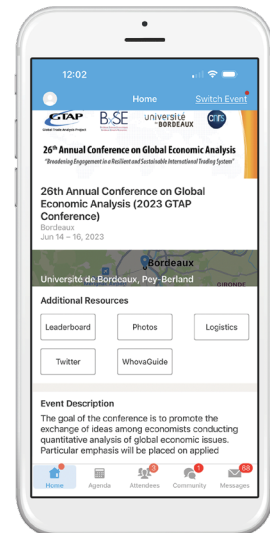 12:02
Home
Switch Event
GTAP
Global Trade Analysis Project
BxSE
université
de BORDEAUX
cnrs
26th Annual Conference on Global Economic Analysis
"Broadening Engagement in a Resilient and Sustainable International Trading System"
26th Annual Conference on Global
Economic Analysis (2023 GTAP
Conference)
Bordeaux
Jun 14 – 16, 2023
Bordeaux
Université de Bordeaux, Pey-Berland
GIRONDE
Additional Resources
Leaderboard
Photos
Logistics
Twitter
WhovaGuide
Event Description
The goal of the conference is to promote the
exchange of ideas among economists conducting
quantitative analysis of global economic issues.
Particular emphasis will be placed on applied
Home
Agenda
Attendees
Community
Messages
68